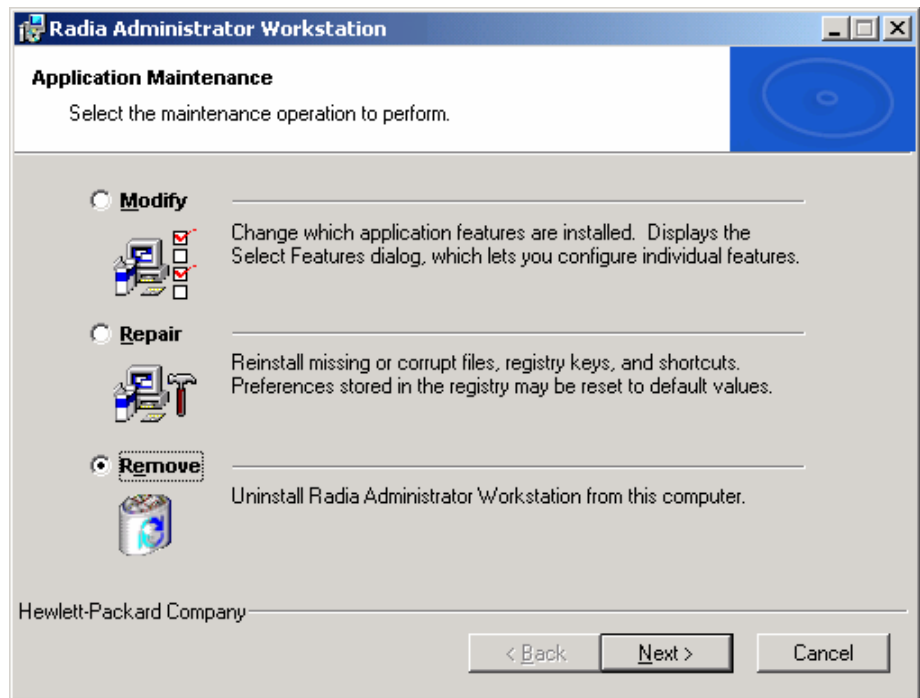 Radia Administrator Workstation
Application Maintenance
Select the maintenance operation to perform.
Modify
Change which application features are installed.  Displays the
Select Features dialog, which lets you configure individual features.
Repair
Reinstall missing or corrupt files, registry keys, and shortcuts.
Preferences stored in the registry may be reset to default values.
Remove
Uninstall Radia Administrator Workstation from this computer.
Hewlett-Packard Company
< Back
Next >
Cancel